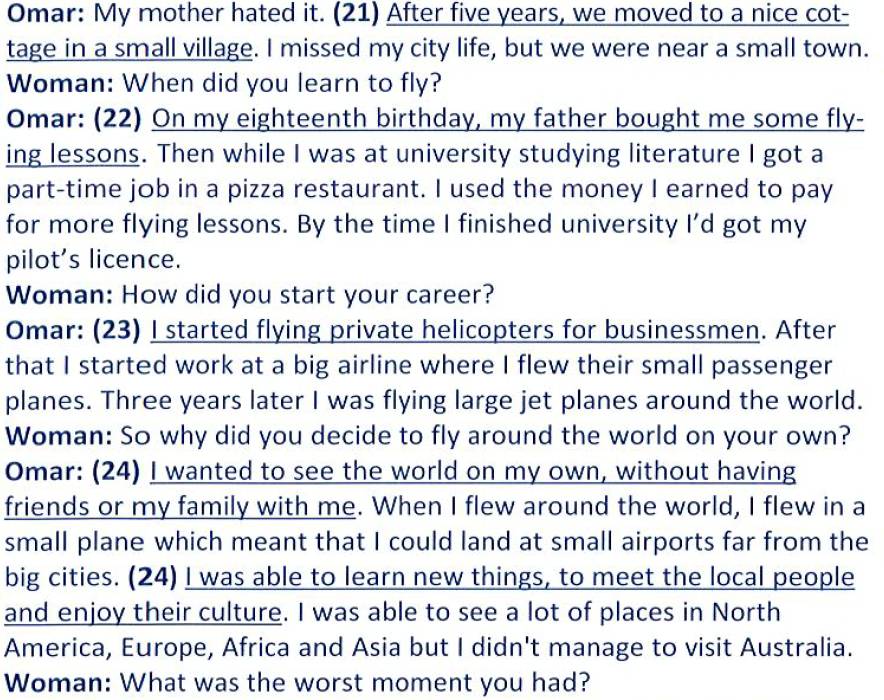 Omar: My mother hated it. (21) After five years, we moved to a nice cot-
tage in a small village. I missed my city life, but we were near a small town.
Woman: When did you learn to fly?
Omar: (22) On my eighteenth birthday, my father bought me some fly-
ing lessons. Then while I was at university studying literature I got a
part-time job in a pizza restaurant. I used the money I earned to pay
for more flying lessons. By the time I finished university I’d got my
pilot’s licence.
Woman: How did you start your career?
Omar: (23) I started flying private helicopters for businessmen. After
that I started work at a big airline where I flew their small passenger
planes. Three years later I was flying large jet planes around the world.
Woman: So why did you decide to fly around the world on your own?
Omar: (24) I wanted to see the world on my own, without having
friends or my family with me. When I flew around the world, I flew in a
small plane which meant that I could land at small airports far from the
big cities. (24) I was able to learn new things, to meet the local people
and enjoy their culture. I was able to see a lot of places in North
America, Europe, Africa and Asia but I didn't manage to visit Australia.
Woman: What was the worst moment you had?